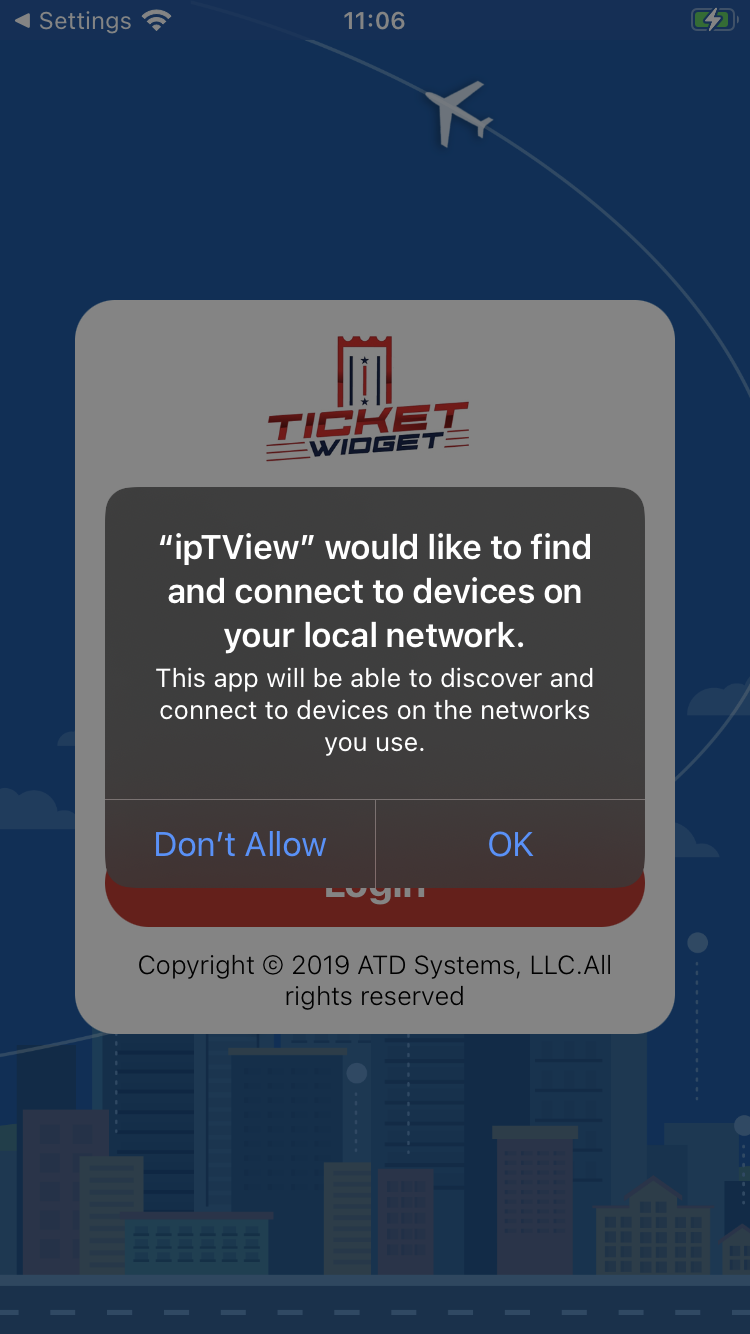 Settings
11:06
TICKET
WIDGET
“ipTView” would like to find
and connect to devices on
your local network.
This app will be able to discover and
connect to devices on the networks
you use.
Don’t Allow
OK
Login
Copyright © 2019 ATD Systems, LLC.All
rights reserved